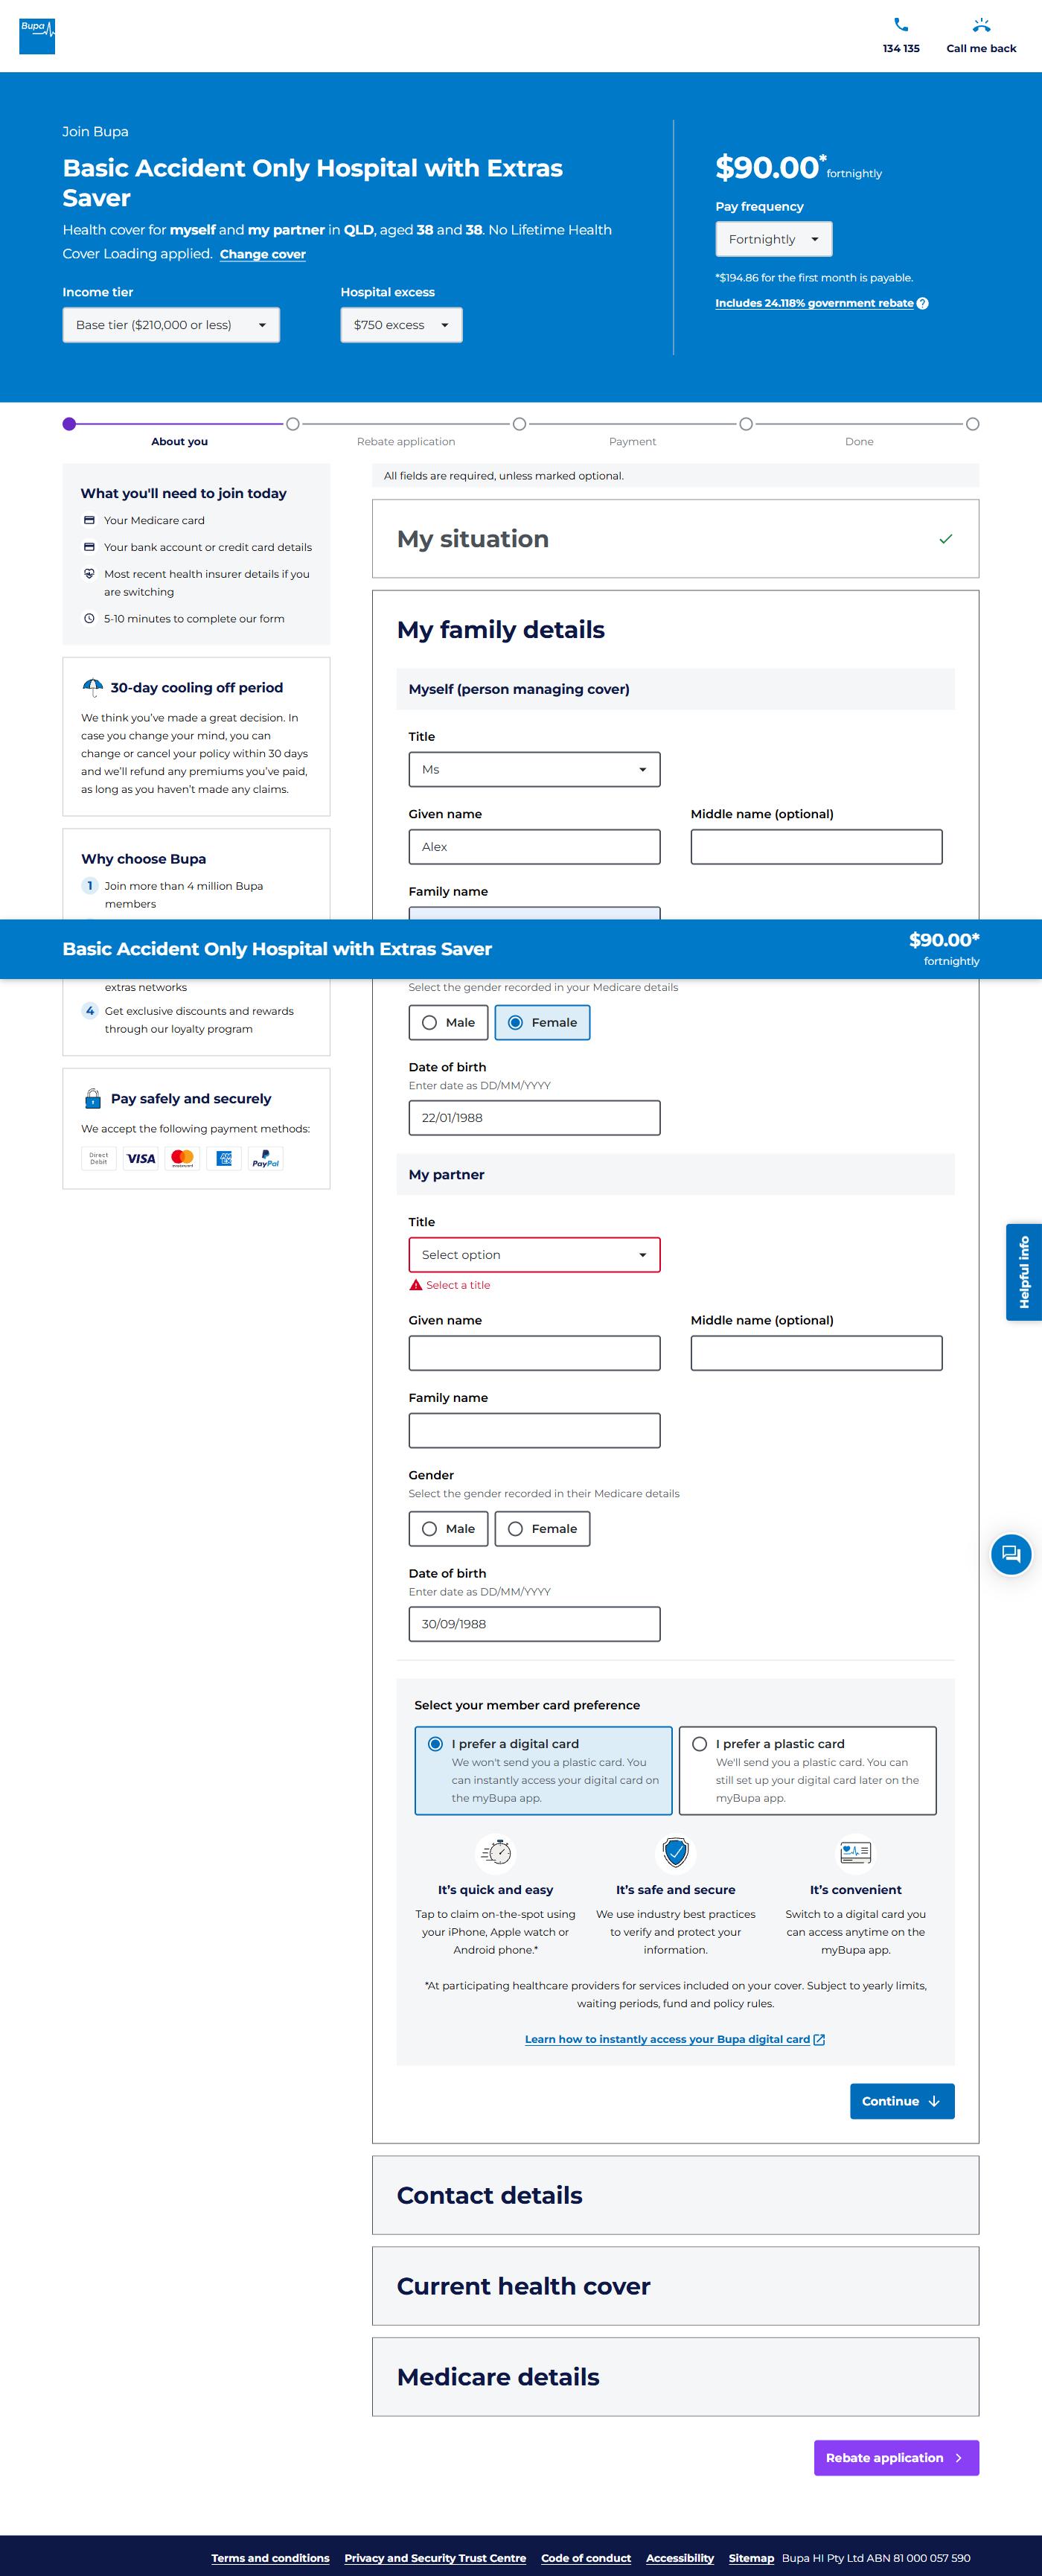 Bupa
134 135
Call me back
Join Bupa
Basic Accident Only Hospital with Extras
Saver
Health cover for myself and my partner in QLD, aged 38 and 38. No Lifetime Health
Cover Loading applied. Change cover
Income tier
Base tier ($210,000 or less)
Hospital excess
$750 excess
$90.00* fortnightly
Pay frequency
Fortnightly
*$194.86 for the first month is payable.
Includes 24.118% government rebate ?
About you
Rebate application
Payment
Done
What you'll need to join today
Your Medicare card
Your bank account or credit card details
Most recent health insurer details if you
are switching
5-10 minutes to complete our form
30-day cooling off period
We think you've made a great decision. In
case you change your mind, you can
change or cancel your policy within 30 days
and we'll refund any premiums you've paid,
as long as you haven't made any claims.
Why choose Bupa
1 Join more than 4 million Bupa
members
All fields are required, unless marked optional.
My situation
My family details
Myself (person managing cover)
Title
Ms
Given name
Alex
Middle name (optional)
Family name
Basic Accident Only Hospital with Extras Saver
$90.00*
fortnightly
extras networks
4 Get exclusive discounts and rewards
through our loyalty program
Pay safely and securely
We accept the following payment methods:
Direct
Debit
VISA
mastercard
PayPal
Select the gender recorded in your Medicare details
Male
Female
Date of birth
Enter date as DD/MM/YYYY
22/01/1988
My partner
Title
Select option
Select a title
Given name
Middle name (optional)
Family name
Gender
Select the gender recorded in their Medicare details
Male
Female
Date of birth
Enter date as DD/MM/YYYY
30/09/1988
Helpful info
Select your member card preference
I prefer a digital card
We won't send you a plastic card. You
can instantly access your digital card on
the myBupa app.
I prefer a plastic card
We'll send you a plastic card. You can
still set up your digital card later on the
myBupa app.
It's quick and easy
Tap to claim on-the-spot using
your iPhone, Apple watch or
Android phone.*
It's safe and secure
We use industry best practices
to verify and protect your
information.
It's convenient
Switch to a digital card you
can access anytime on the
myBupa app.
*At participating healthcare providers for services included on your cover. Subject to yearly limits,
waiting periods, fund and policy rules.
Learn how to instantly access your Bupa digital card
Continue
Contact details
Current health cover
Medicare details
Rebate application
Terms and conditions Privacy and Security Trust Centre Code of conduct Accessibility Sitemap Bupa HI Pty Ltd ABN 81 000 057 590